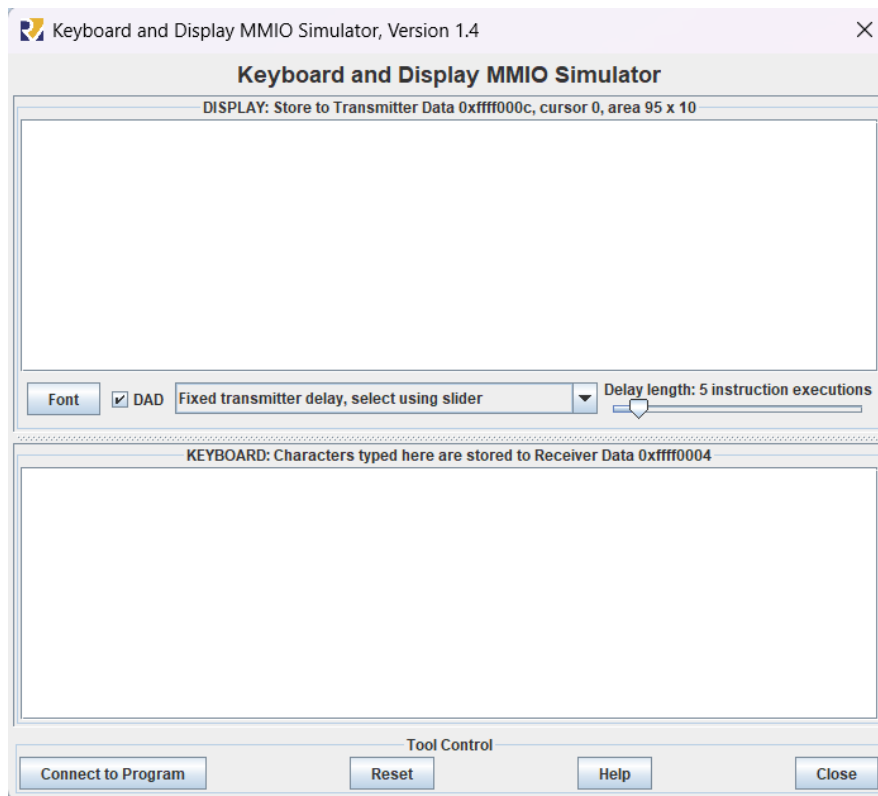 Keyboard and Display MMIO Simulator, Version 1.4
Keyboard and Display MMIO Simulator
DISPLAY: Store to Transmitter Data 0xffff000c, cursor 0, area 95 x 10
Font DAD Fixed transmitter delay, select using slider Delay length: 5 instruction executions
KEYBOARD: Characters typed here are stored to Receiver Data 0xffff0004
Tool Control
Connect to Program Reset Help Close